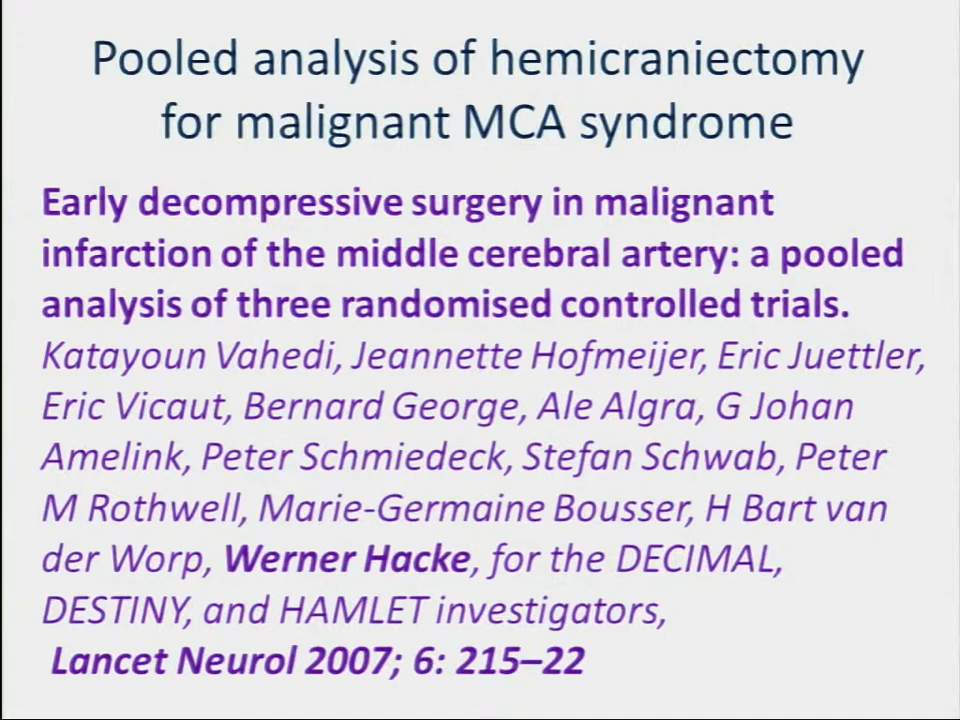 Pooled analysis of hemicraniectomy
for malignant MCA syndrome
Early decompressive surgery in malignant
infarction of the middle cerebral artery: a pooled
analysis of three randomised controlled trials.
Katayoun Vahedi, Jeannette Hofmeijer, Eric Juettler,
Eric Vicaut, Bernard George, Ale Algra, G Johan
Amelink, Peter Schmiedeck, Stefan Schwab, Peter
M Rothwell, Marie-Germaine Bousser, H Bart van
der Worp, Werner Hacke, for the DECIMAL,
DESTINY, and HAMLET investigators,
Lancet Neurol 2007; 6: 215–22